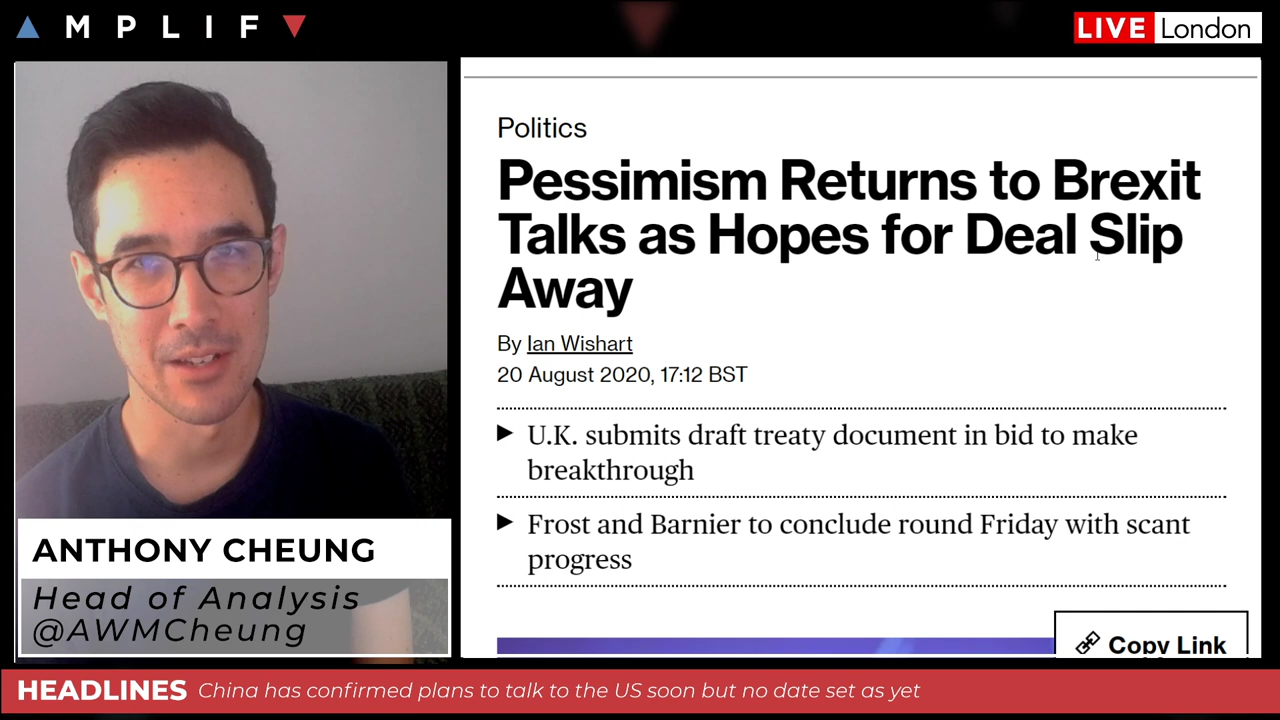 AMPLIFY
LIVE London
Politics
Pessimism Returns to Brexit
Talks as Hopes for Deal Slip
Away
By Ian Wishart
20 August 2020, 17:12 BST
U.K. submits draft treaty document in bid to make
breakthrough
Frost and Barnier to conclude round Friday with scant
progress
Copy Link
ANTHONY CHEUNG
Head of Analysis
@AWMCheung
HEADLINES China has confirmed plans to talk to the US soon but no date set as yet